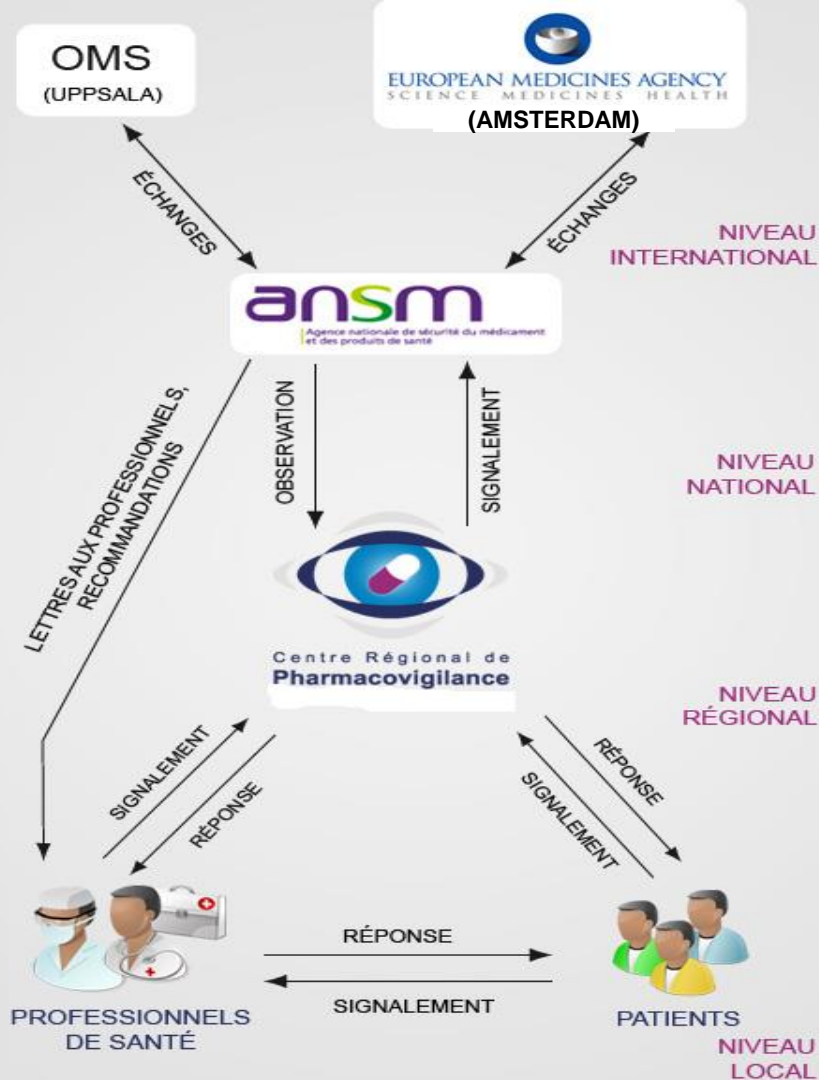 OMS
(UPPSALA)
EUROPEAN MEDICINES AGENCY
SCIENCE MEDICINES HEALTH
(AMSTERDAM)
ÉCHANGES
ÉCHANGES
NIVEAU
INTERNATIONAL
ansm
Agence nationale de sécurité du médicament
et des produits de santé
LETTRES AUX PROFESSIONNELS,
RECOMMANDATIONS
OBSERVATION
SIGNALEMENT
NIVEAU
NATIONAL
Centre Régional de
Pharmacovigilance
NIVEAU
RÉGIONAL
SIGNALEMENT
RÉPONSE
RÉPONSE
SIGNALEMENT
RÉPONSE
SIGNALEMENT
PROFESSIONNELS
DE SANTÉ
PATIENTS
NIVEAU
LOCAL